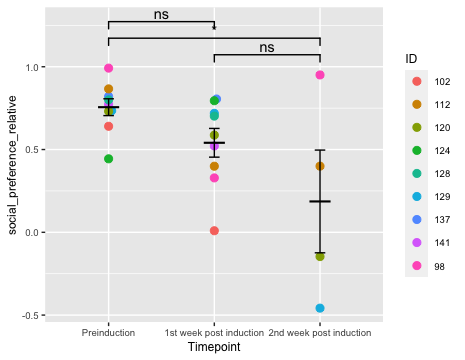 ns
*
ns
social_preference_relative
1.0
0.5
0.0
-0.5
Preinduction
1st week post induction
2nd week post induction
Timepoint
ID
102
112
120
124
128
129
137
141
98